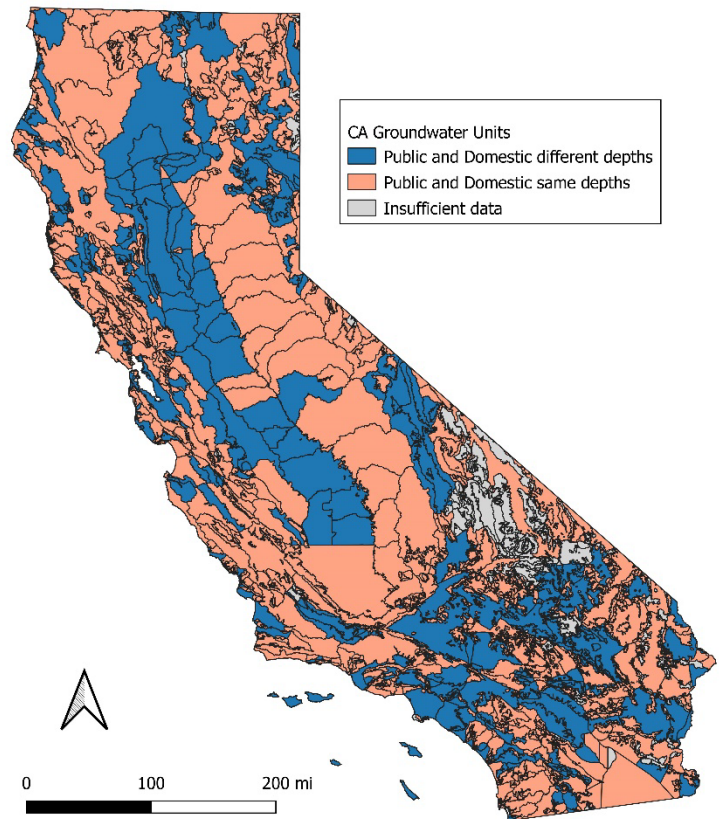 CA Groundwater Units
Public and Domestic different depths
Public and Domestic same depths
Insufficient data
0 100 200 mi